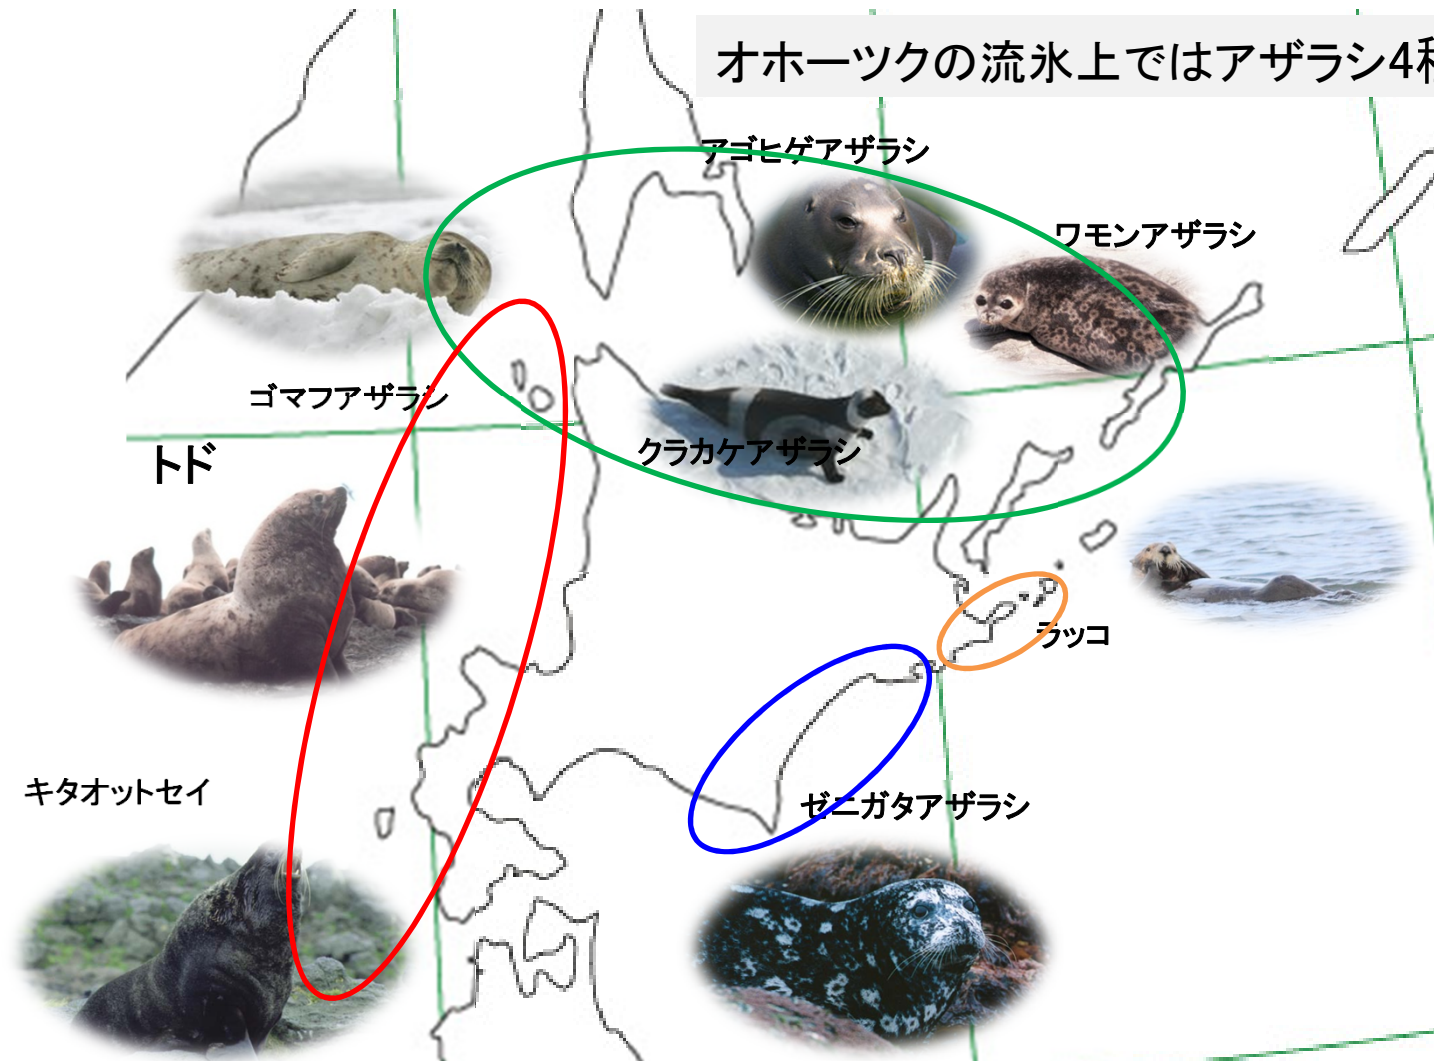 オホーツクの流氷上ではアザラシ4
アゴヒゲアザラシ
ワモンアザラシ
ゴマフアザラシ
クラカケアザラシ
トド
ラッコ
キタオットセイ
ゼニガタアザラシ